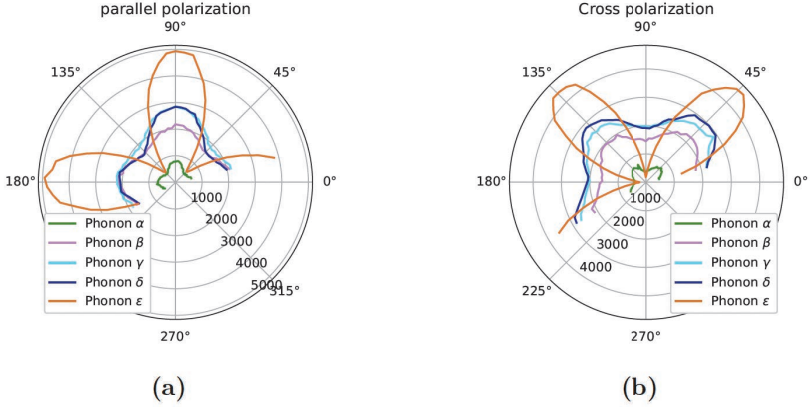 parallel polarization
90°
135°
45°
180°
0°
1000
2000
3000
4000
5000
315°
270°
Phonon α
Phonon β
Phonon γ
Phonon δ
Phonon ε
(a)
Cross polarization
90°
135°
45°
180°
0°
1000
2000
3000
4000
225°
270°
Phonon α
Phonon β
Phonon γ
Phonon δ
Phonon ε
(b)